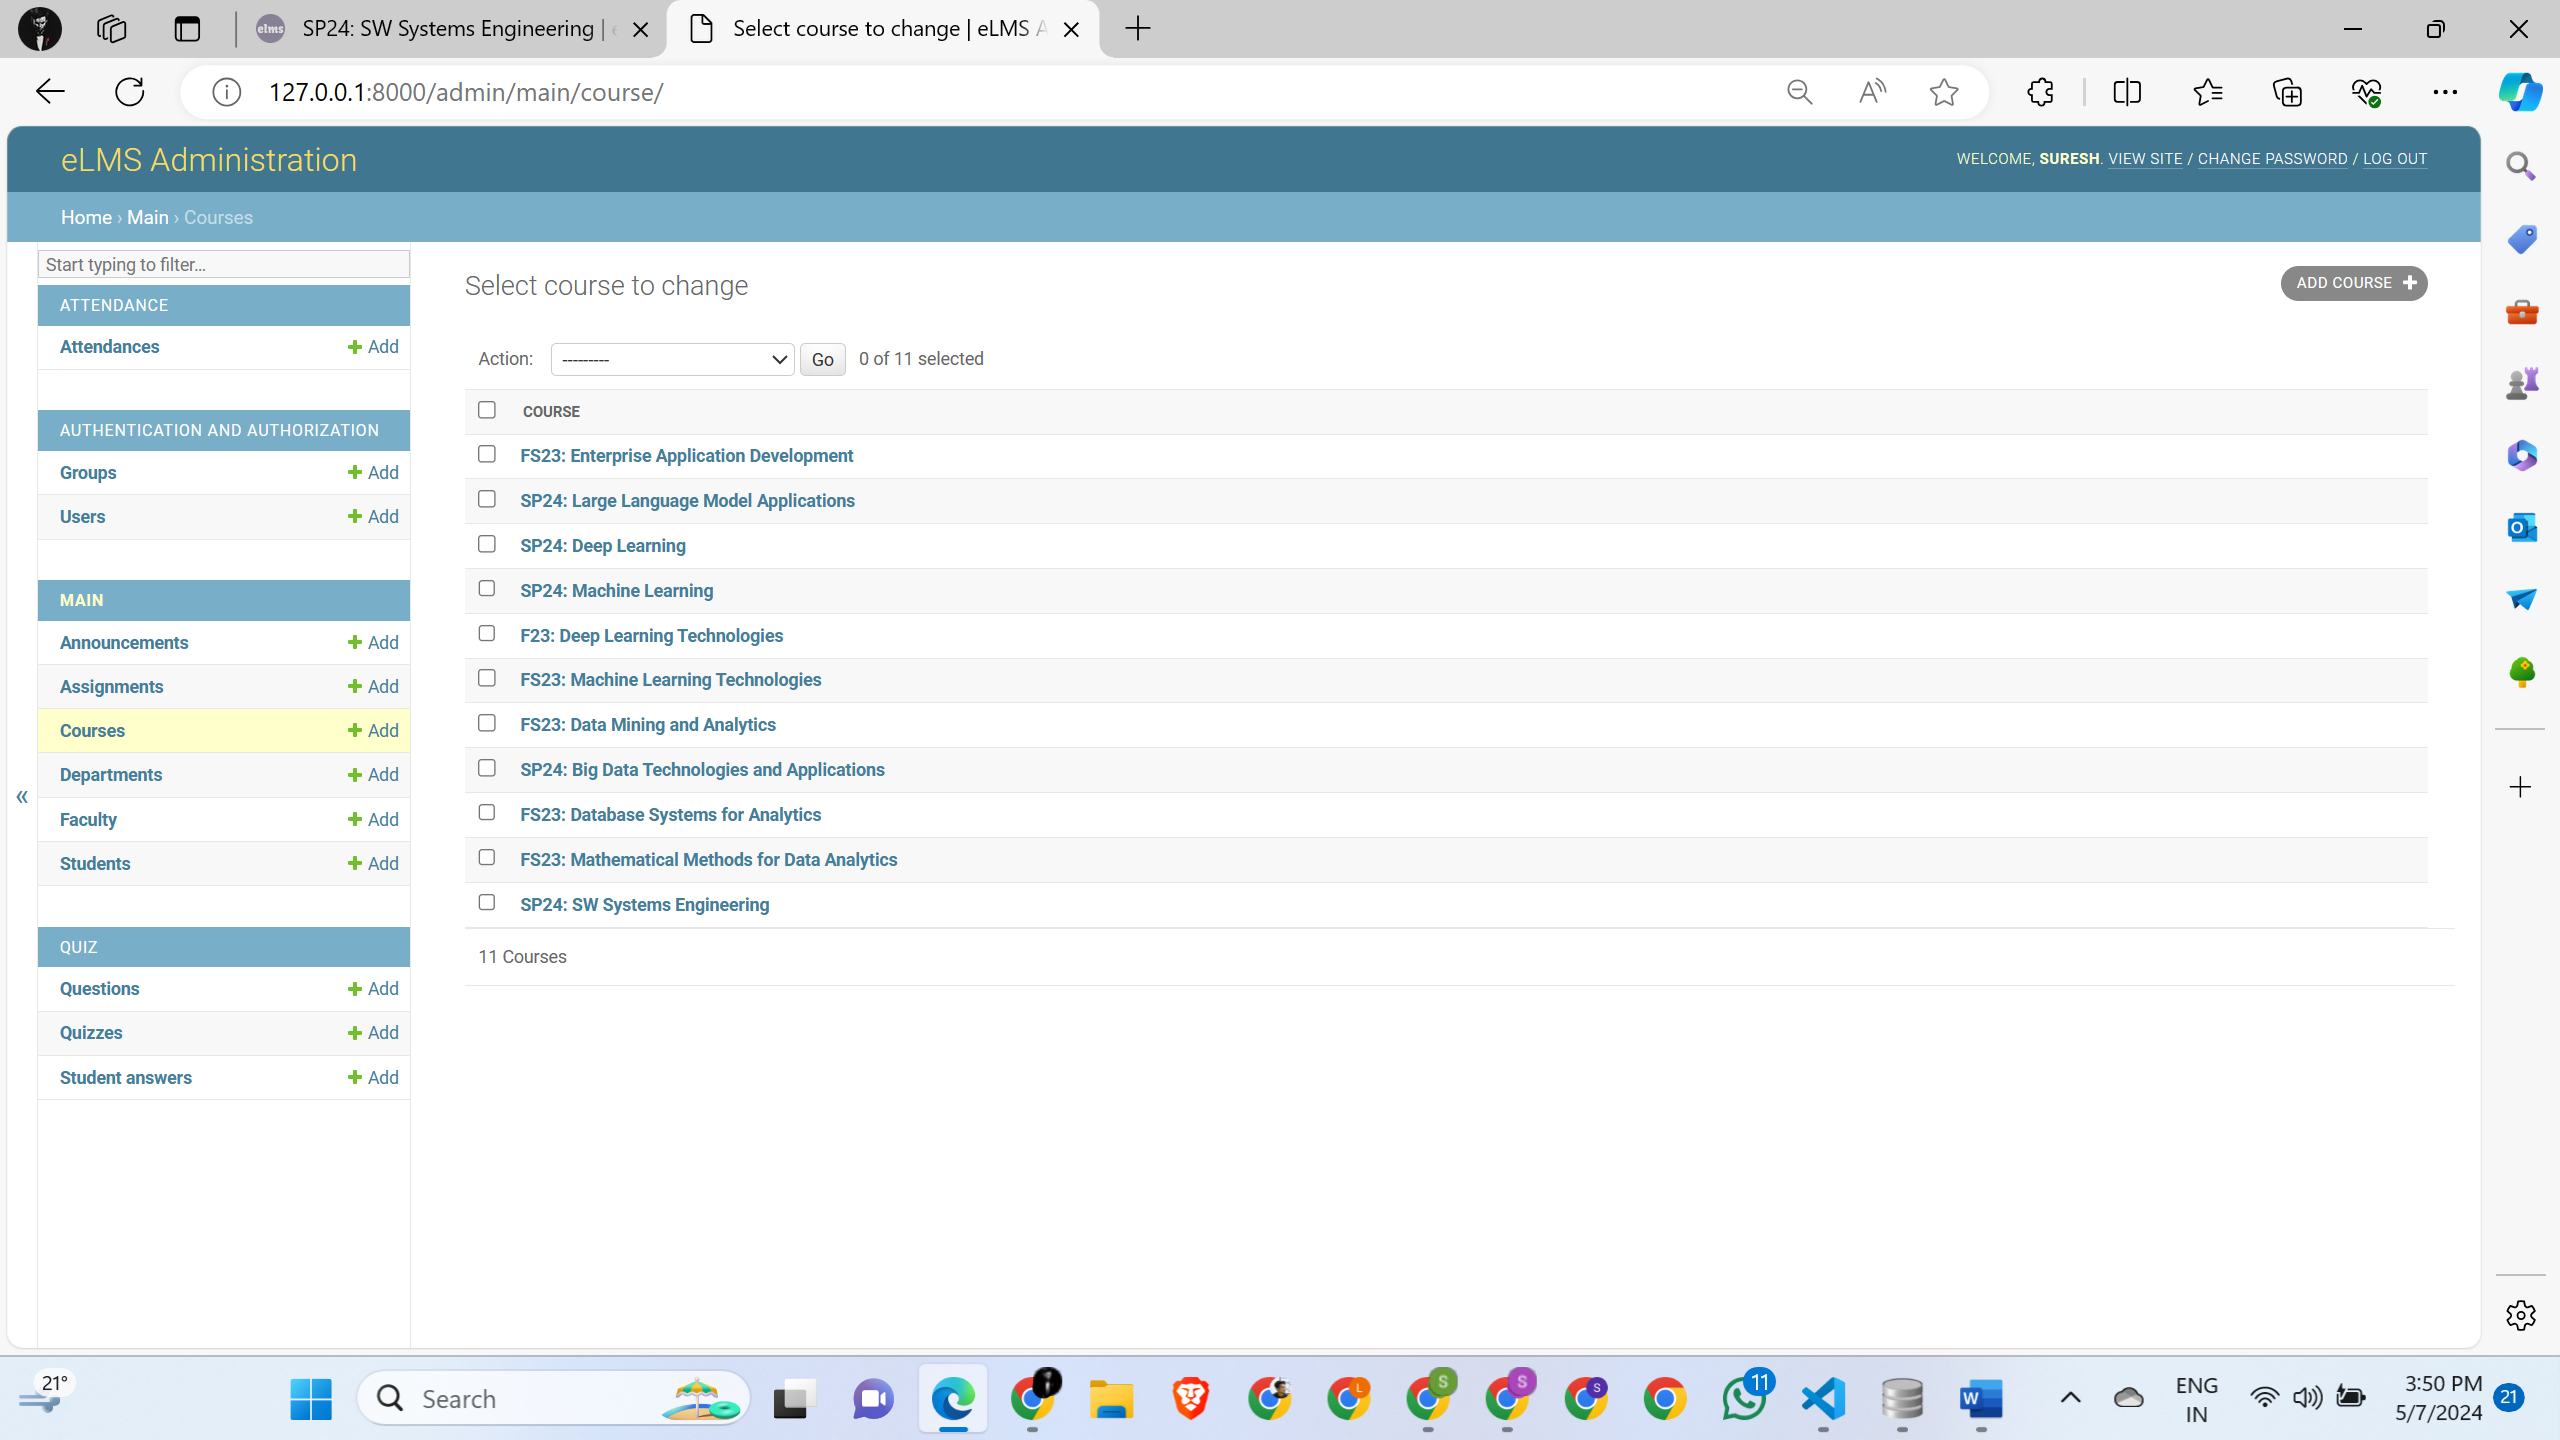 elms SP24: SW Systems Engineering | e
Select course to change | eLMS A
127.0.0.1:8000/admin/main/course/
eLMS Administration
WELCOME, SURESH. VIEW SITE / CHANGE PASSWORD / LOG OUT
Home › Main › Courses
Start typing to filter...
ATTENDANCE
Attendances Add
AUTHENTICATION AND AUTHORIZATION
Groups Add
Users Add
MAIN
Announcements Add
Assignments Add
Courses Add
Departments Add
Faculty Add
Students Add
QUIZ
Questions Add
Quizzes Add
Student answers Add
«
Select course to change
ADD COURSE +
Action: --------- Go 0 of 11 selected
COURSE
FS23: Enterprise Application Development
SP24: Large Language Model Applications
SP24: Deep Learning
SP24: Machine Learning
F23: Deep Learning Technologies
FS23: Machine Learning Technologies
FS23: Data Mining and Analytics
SP24: Big Data Technologies and Applications
FS23: Database Systems for Analytics
FS23: Mathematical Methods for Data Analytics
SP24: SW Systems Engineering
11 Courses
21°
Search
L
S
S
S
11
W
ENG
IN
3:50 PM
5/7/2024
21